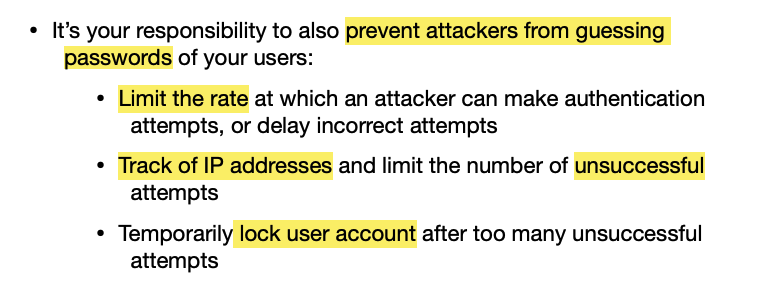 • It's your responsibility to also prevent attackers from guessing
passwords of your users:
• Limit the rate at which an attacker can make authentication
attempts, or delay incorrect attempts
• Track of IP addresses and limit the number of unsuccessful
attempts
• Temporarily lock user account after too many unsuccessful
attempts